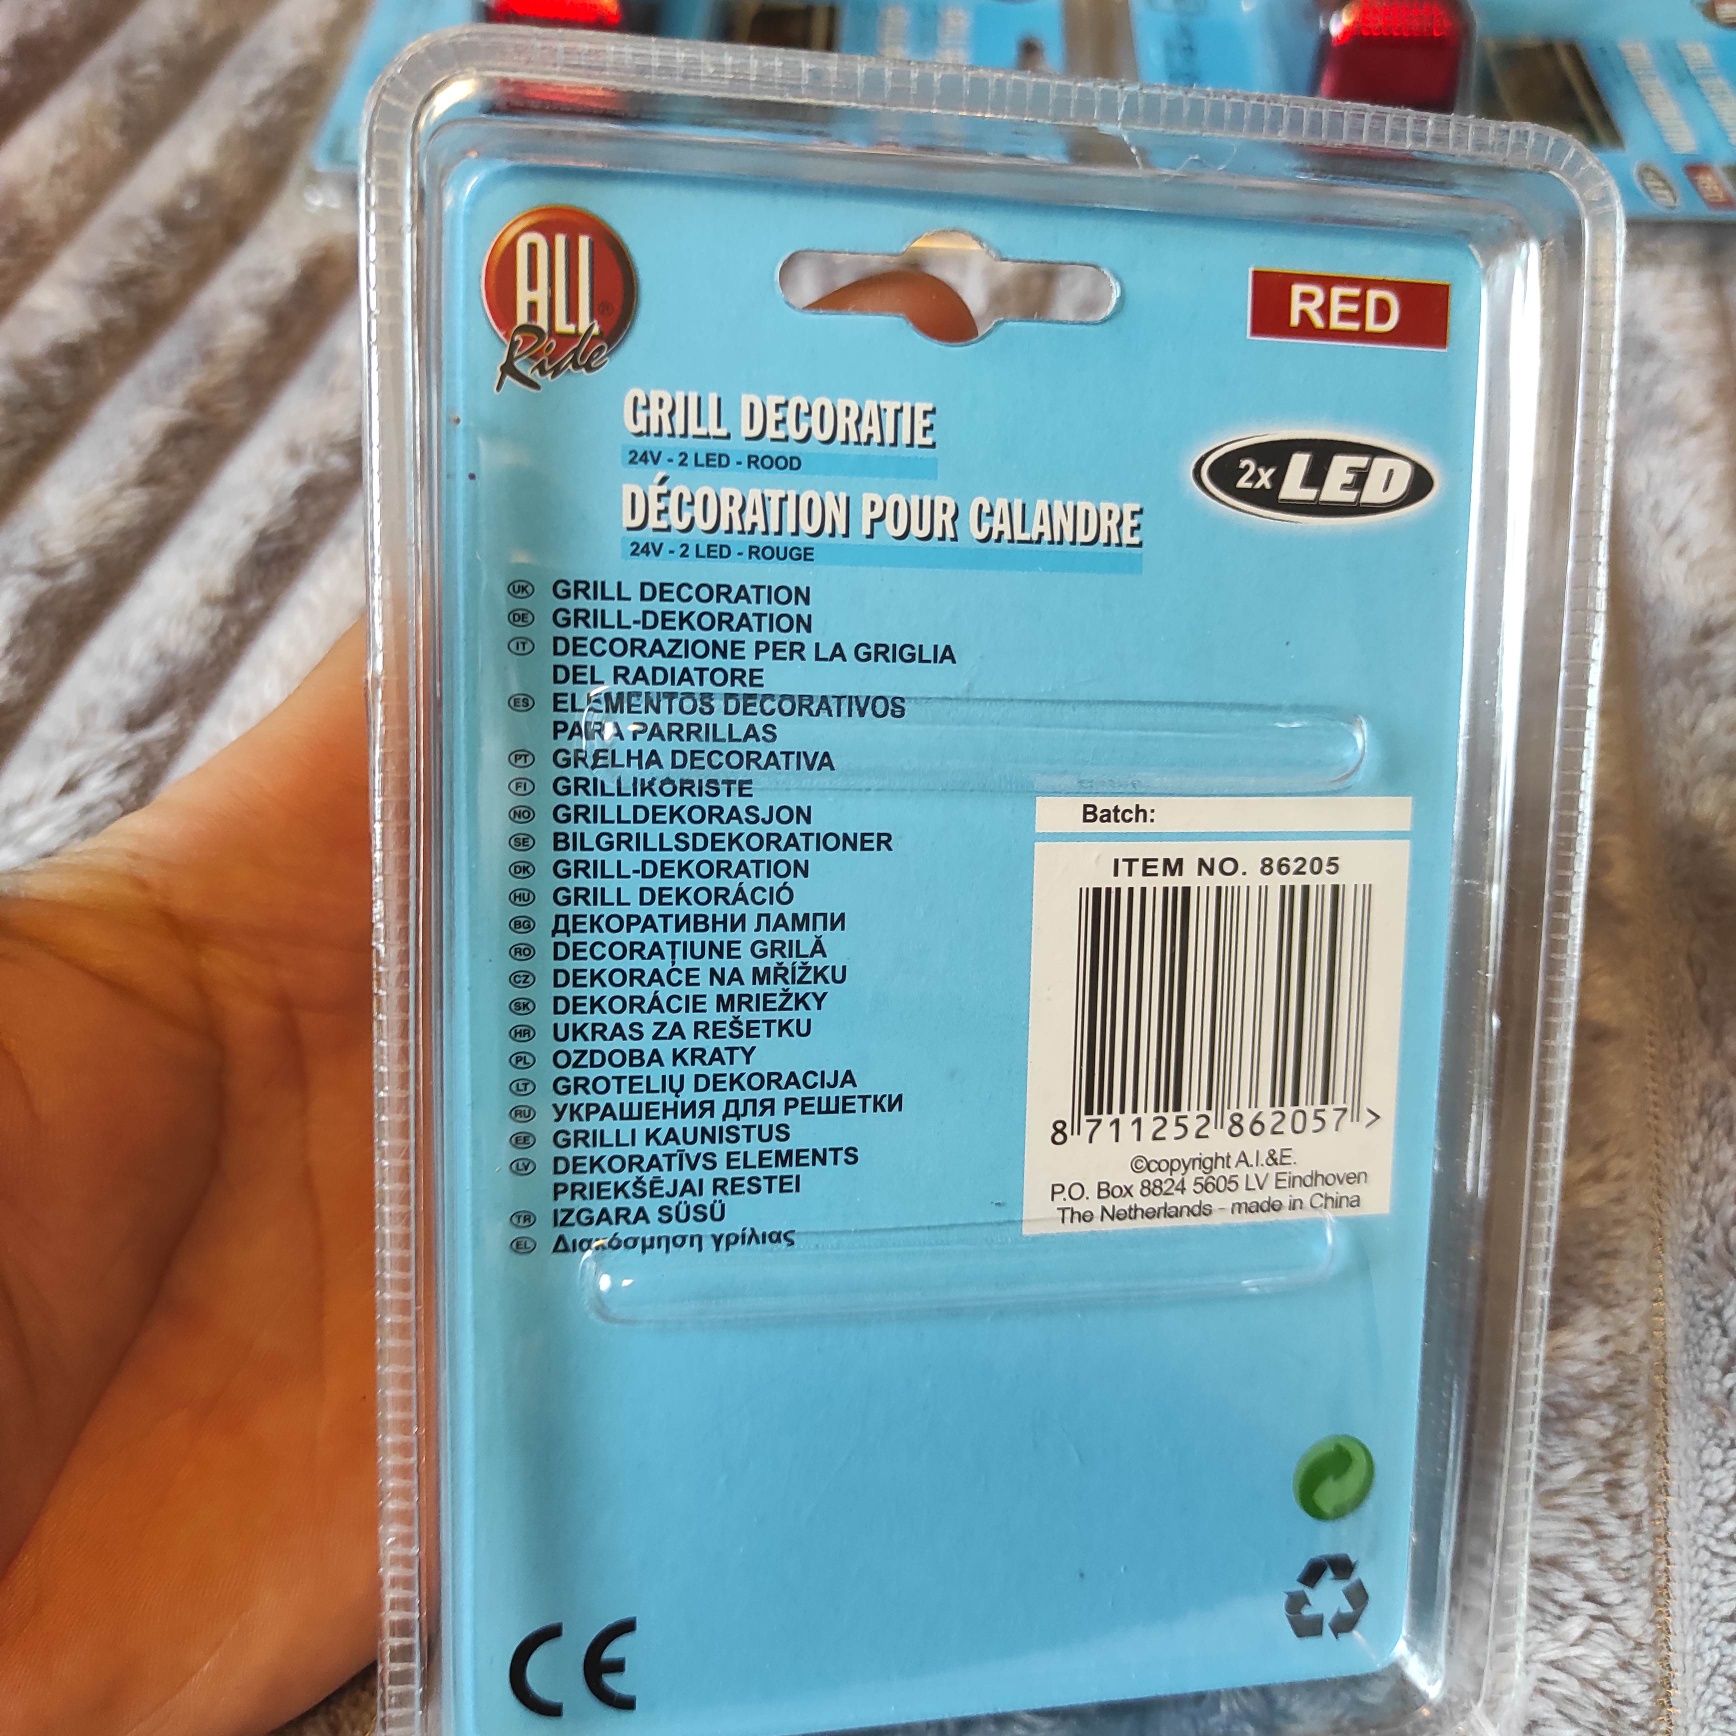 ALL ®
Ride
RED
GRILL DECORATIE
24V - 2 LED - ROOD
2x LED
DÉCORATION POUR CALANDRE
24V - 2 LED - ROUGE
UK GRILL DECORATION
DE GRILL-DEKORATION
IT DECORAZIONE PER LA GRIGLIA
DEL RADIATORE
ES ELEMENTOS DECORATIVOS
PARA PARRILLAS
PT GRELHA DECORATIVA
FI GRILLIKORISTE
NO GRILLDEKORASJON
SE BILGRILLSDEKORATIONER
DK GRILL-DEKORATION
HU GRILL DEKORÁCIÓ
BG ДЕКОРАТИВНИ ЛАМПИ
RO DECORAȚIUNE GRILĂ
CZ DEKORACE NA MŘÍŽKU
SK DEKORÁCIE MRIEŽKY
HR UKRAS ZA REŠETKU
PL OZDOBA KRATY
LT GROTELIŲ DEKORACIJA
RU УКРАШЕНИЯ ДЛЯ РЕШЕТКИ
EE GRILLI KAUNISTUS
LV DEKORATĪVS ELEMENTS
PRIEKŠĒJAI RESTEI
TR IZGARA SÜSÜ
EL Διακόσμηση γρίλιας
Batch:
ITEM NO. 86205
8 711252 862057 >
©copyright A.I.&E.
P.O. Box 8824 5605 LV Eindhoven
The Netherlands - made in China
CE